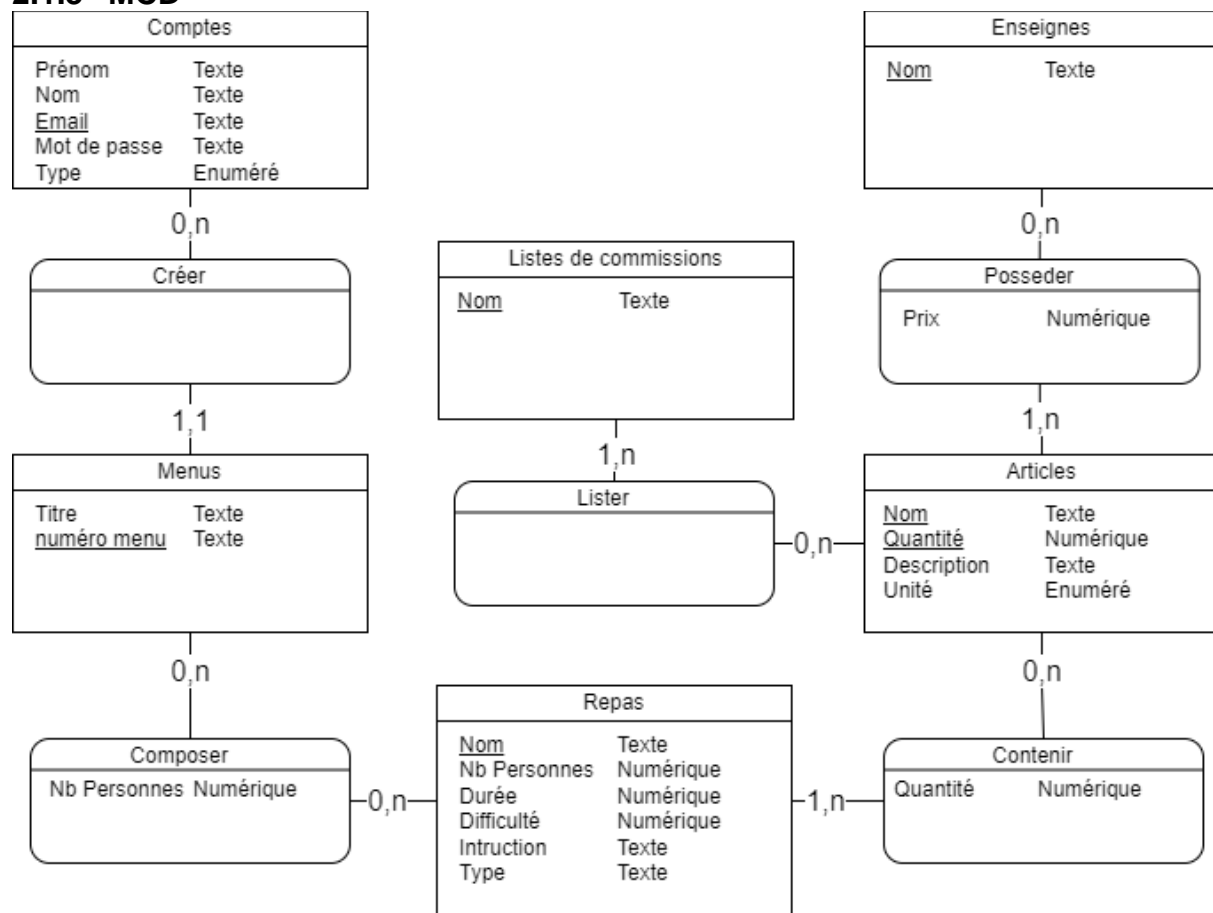 2.1.3 MCD
Comptes
Prénom Texte
Nom Texte
Email Texte
Mot de passe Texte
Type Enuméré
0,n
Créer
1,1
Menus
Titre Texte
numéro menu Texte
0,n
Composer
Nb Personnes Numérique
0,n
Listes de commissions
Nom Texte
1,n
Lister
0,n
Repas
Nom Texte
Nb Personnes Numérique
Durée Numérique
Difficulté Numérique
Intruction Texte
Type Texte
1,n
Enseignes
Nom Texte
0,n
Posseder
Prix Numérique
1,n
Articles
Nom Texte
Quantité Numérique
Description Texte
Unité Enuméré
0,n
Contenir
Quantité Numérique